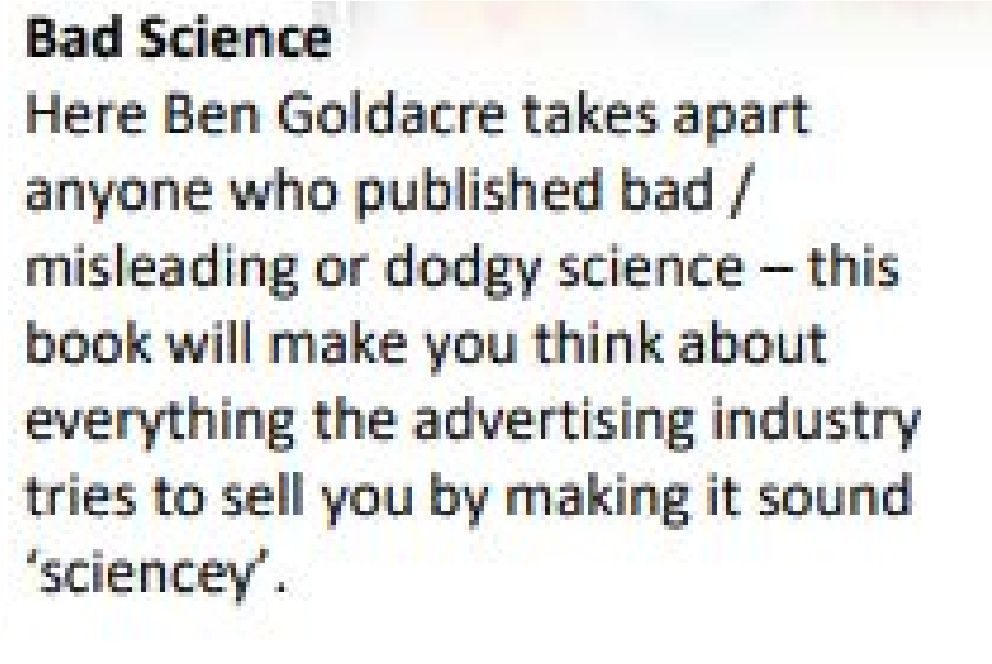 Bad Science
Here Ben Goldacre takes apart
anyone who published bad /
misleading or dodgy science – this
book will make you think about
everything the advertising industry
tries to sell you by making it sound
‘sciencey’.